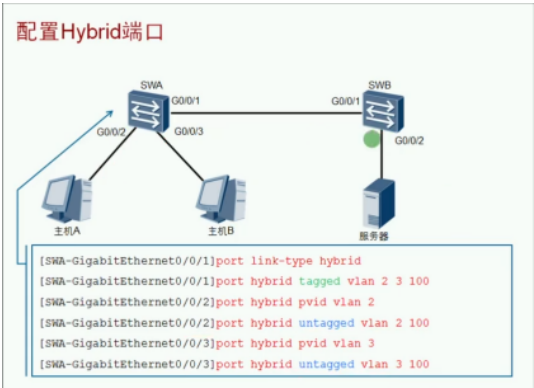 配置Hybrid端口
SWA
SWB
G0/0/1
G0/0/1
G0/0/2
G0/0/3
G0/0/2
主机A
主机B
服务器
[SWA-GigabitEthernet0/0/1]port link-type hybrid
[SWA-GigabitEthernet0/0/1]port hybrid tagged vlan 2 3 100
[SWA-GigabitEthernet0/0/2]port hybrid pvid vlan 2
[SWA-GigabitEthernet0/0/2]port hybrid untagged vlan 2 100
[SWA-GigabitEthernet0/0/3]port hybrid pvid vlan 3
[SWA-GigabitEthernet0/0/3]port hybrid untagged vlan 3 100